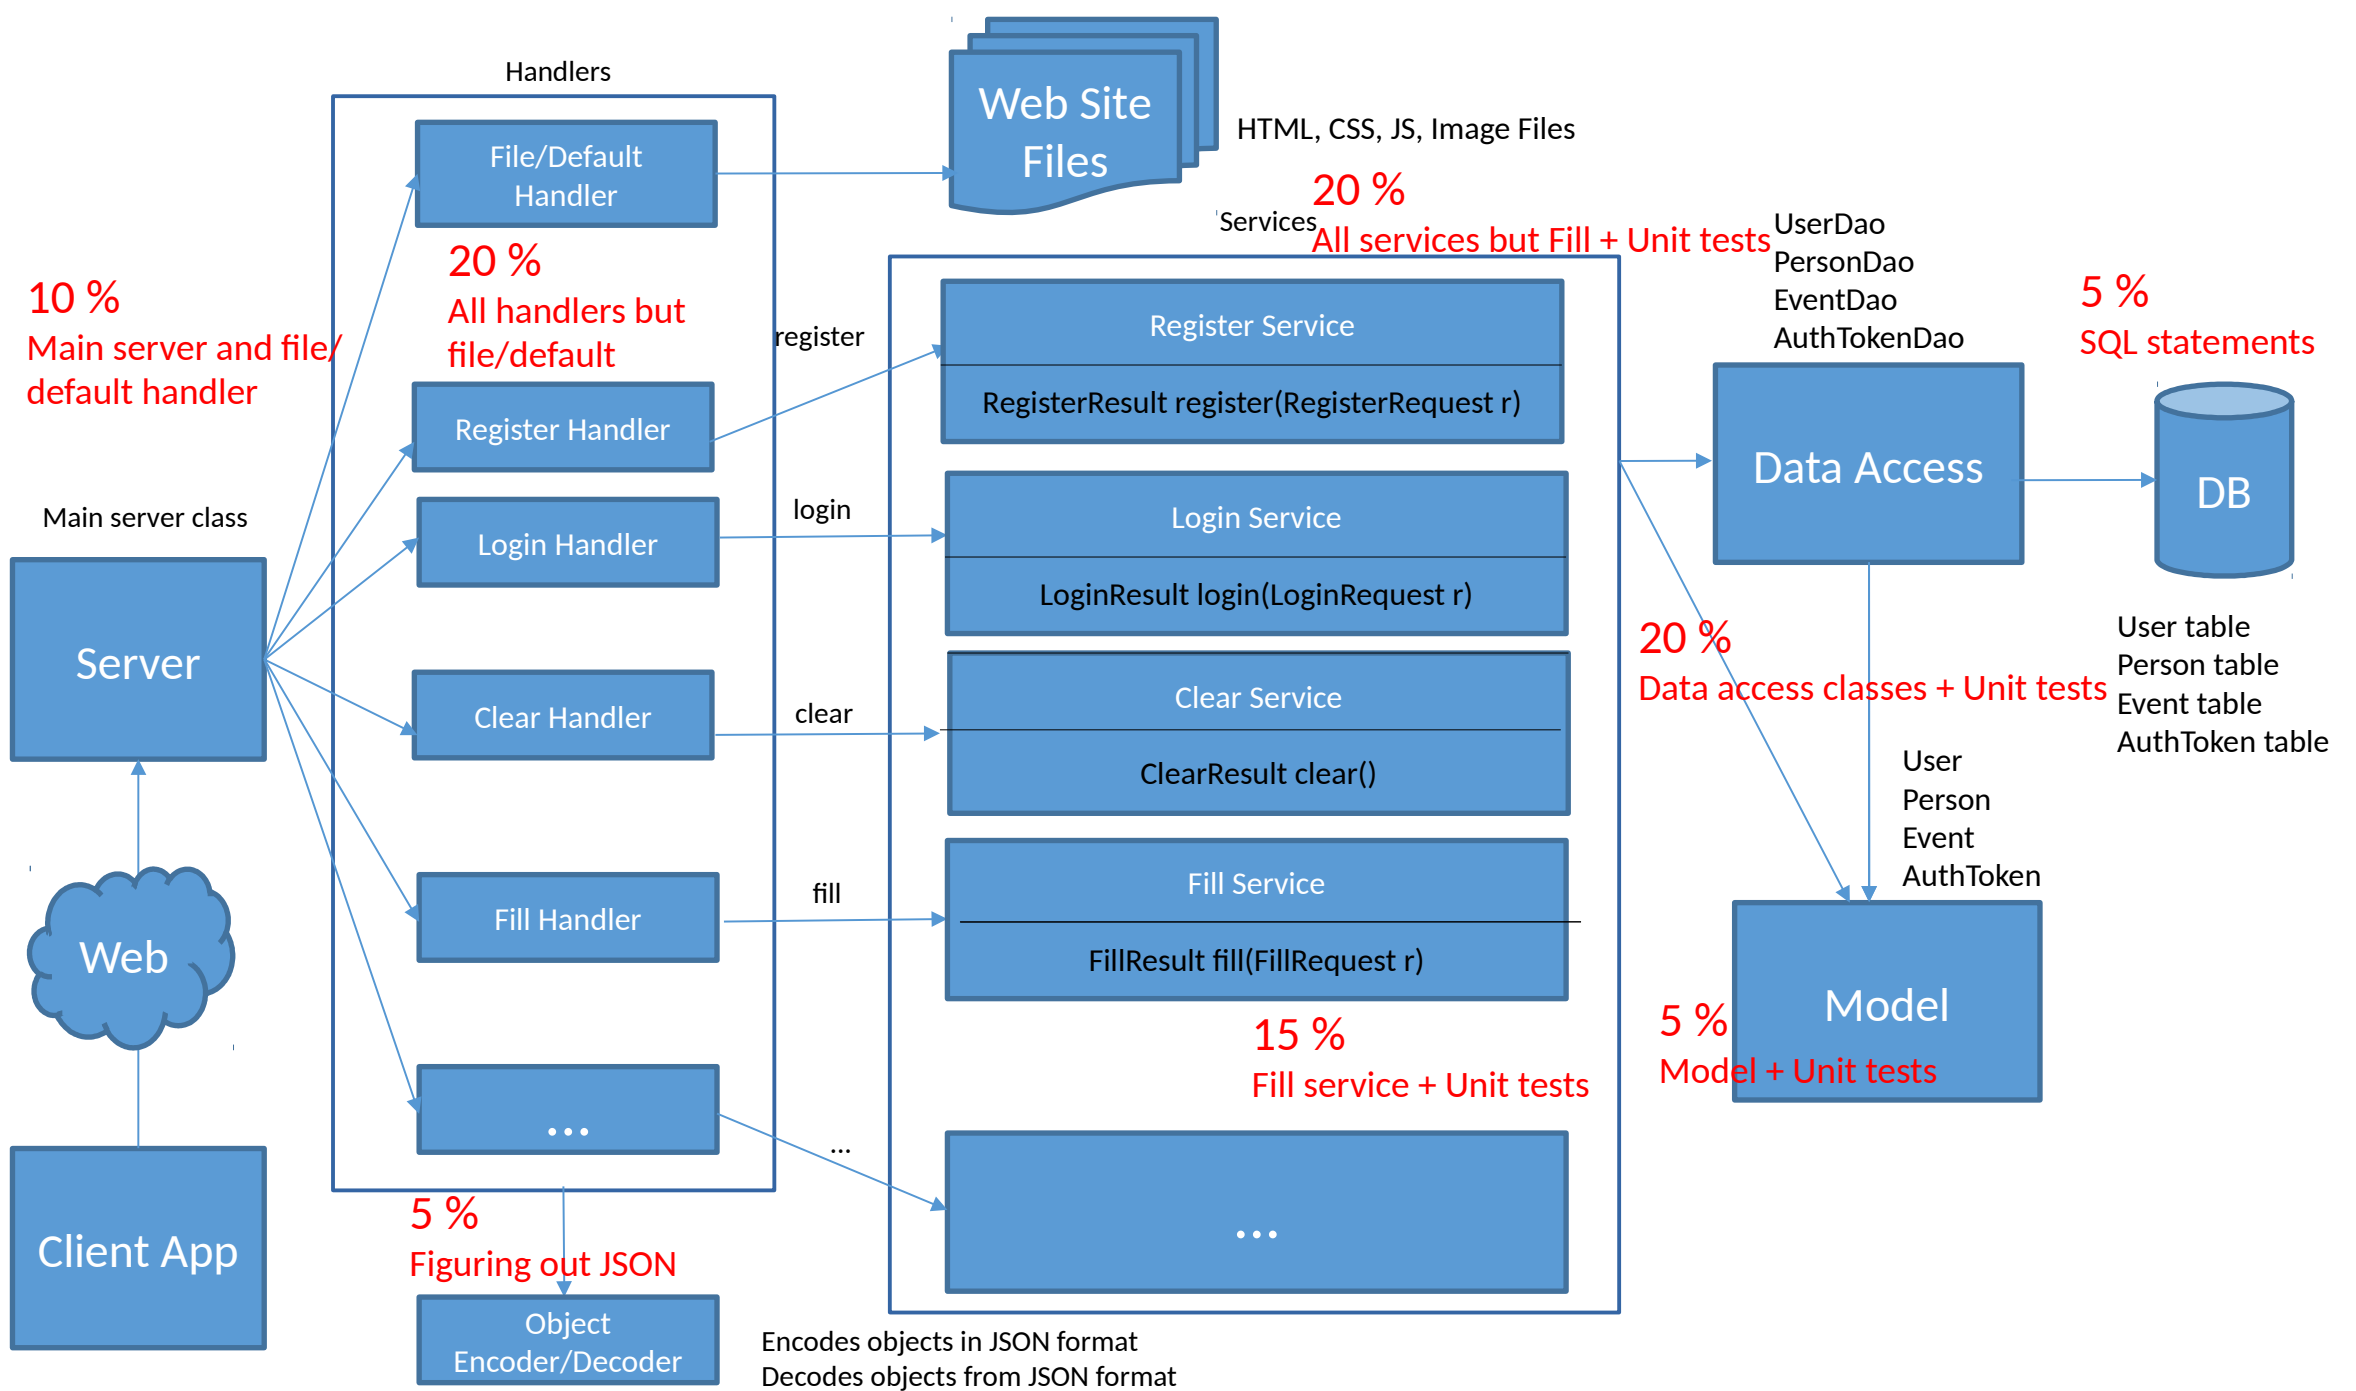 Handlers
File/Default
Handler
Web Site
Files
HTML, CSS, JS, Image Files
20 %
All services but Fill + Unit tests
Services
UserDao
PersonDao
EventDao
AuthTokenDao
5 %
SQL statements
10 %
Main server and file/
default handler
20 %
All handlers but
file/default
register
Register Handler
Register Service
RegisterResult register(RegisterRequest r)
Data Access
DB
Main server class
Login Handler
login
Login Service
LoginResult login(LoginRequest r)
Server
20 %
Data access classes + Unit tests
User table
Person table
Event table
AuthToken table
Clear Handler
clear
Clear Service
ClearResult clear()
User
Person
Event
AuthToken
Web
Fill Handler
fill
Fill Service
FillResult fill(FillRequest r)
15 %
Fill service + Unit tests
Model
5 %
Model + Unit tests
...
...
...
Client App
5 %
Figuring out JSON
Object
Encoder/Decoder
Encodes objects in JSON format
Decodes objects from JSON format